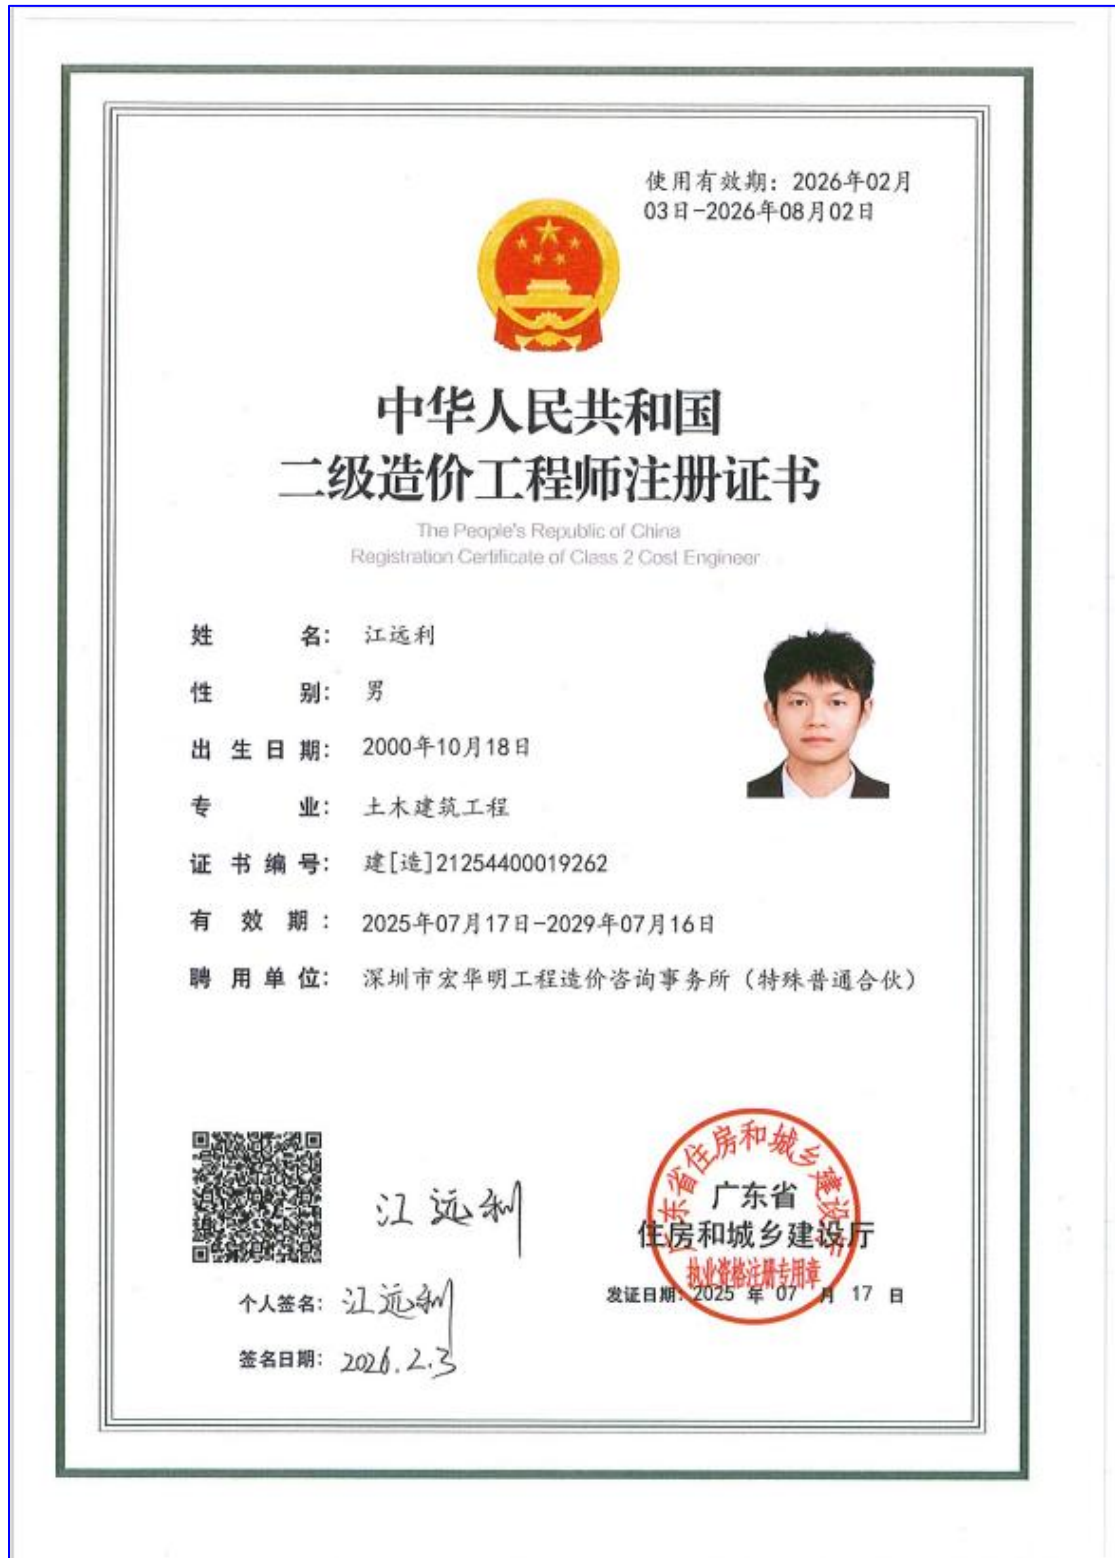 使用有效期：2026年02月
03日-2026年08月02日
中华人民共和国
二级造价工程师注册证书
The People's Republic of China
Registration Certificate of Class 2 Cost Engineer
姓 名： 江远利
性 别： 男
出生日期： 2000年10月18日
专 业： 土木建筑工程
证书编号： 建[造]21254400019262
有 效 期： 2025年07月17日-2029年07月16日
聘用单位： 深圳市宏华明工程造价咨询事务所（特殊普通合伙）
江远利
个人签名：江远利
签名日期：2026.2.3
广东省住房和城乡建设厅
广东省
住房和城乡建设厅
执业资格注册专用章
发证日期：2025 年 07 月 17 日